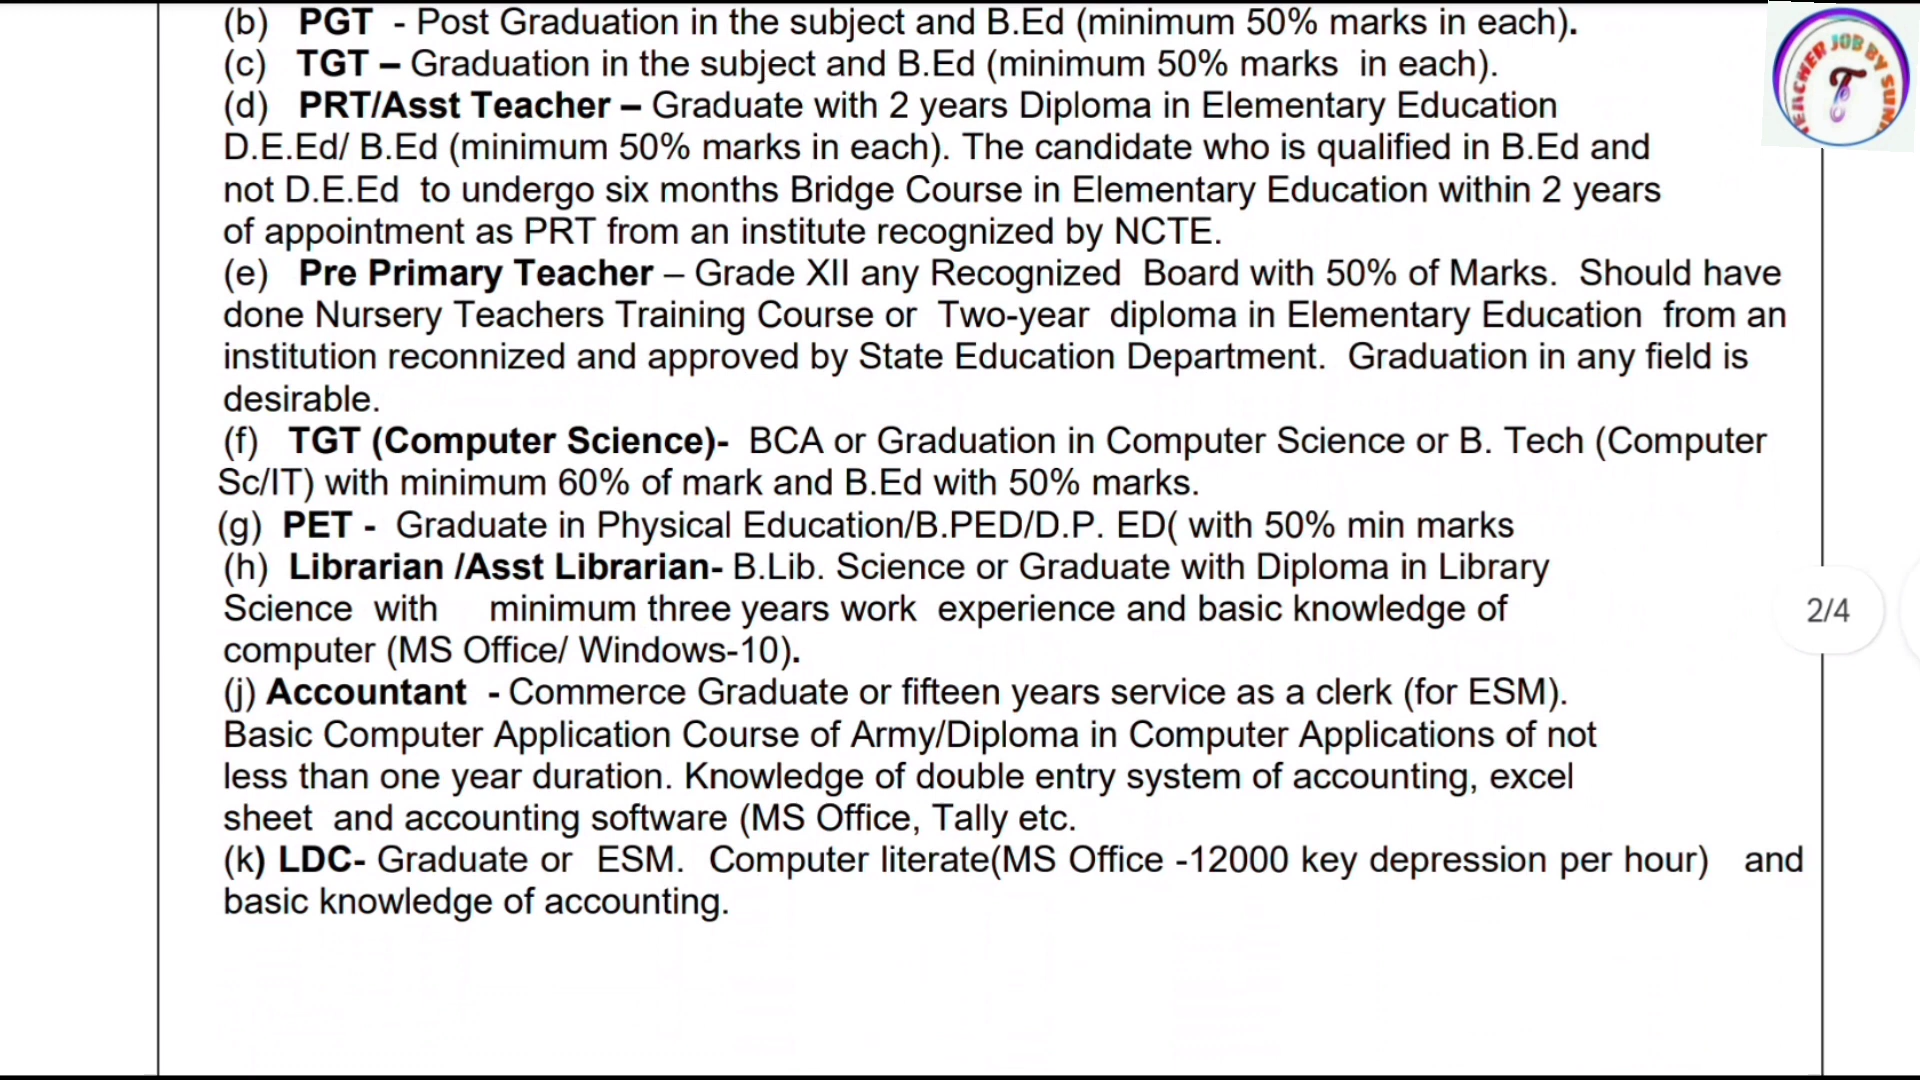 (b) PGT - Post Graduation in the subject and B.Ed (minimum 50% marks in each).
(c) TGT – Graduation in the subject and B.Ed (minimum 50% marks in each).
(d) PRT/Asst Teacher – Graduate with 2 years Diploma in Elementary Education
D.E.Ed/ B.Ed (minimum 50% marks in each). The candidate who is qualified in B.Ed and
not D.E.Ed to undergo six months Bridge Course in Elementary Education within 2 years
of appointment as PRT from an institute recognized by NCTE.
(e) Pre Primary Teacher – Grade XII any Recognized Board with 50% of Marks. Should have
done Nursery Teachers Training Course or Two-year diploma in Elementary Education from an
institution reconnized and approved by State Education Department. Graduation in any field is
desirable.
(f) TGT (Computer Science)- BCA or Graduation in Computer Science or B. Tech (Computer
Sc/IT) with minimum 60% of mark and B.Ed with 50% marks.
(g) PET - Graduate in Physical Education/B.PED/D.P. ED( with 50% min marks
(h) Librarian /Asst Librarian- B.Lib. Science or Graduate with Diploma in Library
Science with minimum three years work experience and basic knowledge of
computer (MS Office/ Windows-10).
(j) Accountant - Commerce Graduate or fifteen years service as a clerk (for ESM).
Basic Computer Application Course of Army/Diploma in Computer Applications of not
less than one year duration. Knowledge of double entry system of accounting, excel
sheet and accounting software (MS Office, Tally etc.
(k) LDC- Graduate or ESM. Computer literate(MS Office -12000 key depression per hour) and
basic knowledge of accounting.
TEACHER JOB BY SUNI
2/4